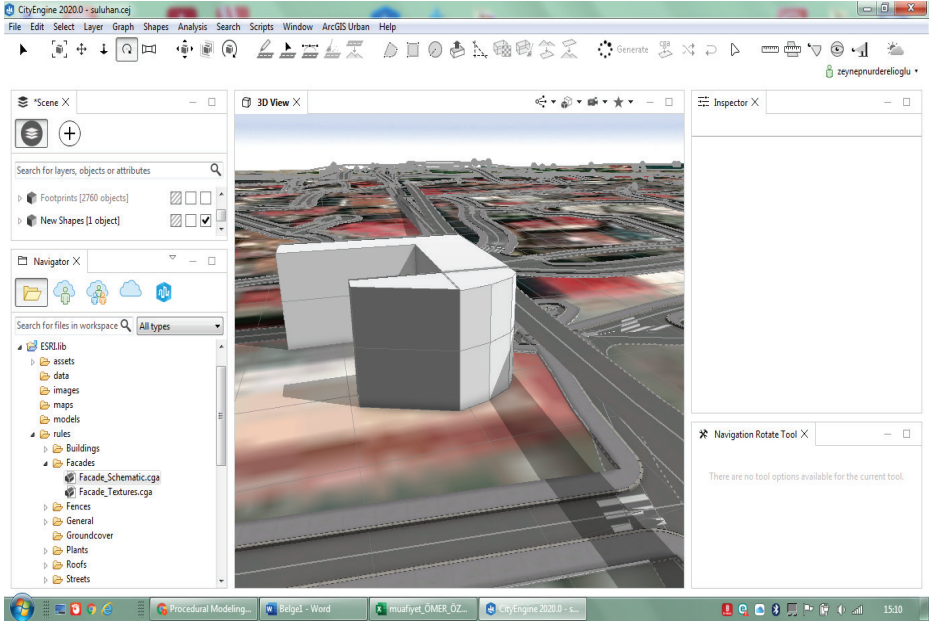 CityEngine 2020.0 - suluhan.cej
File Edit Select Layer Graph Shapes Analysis Search Scripts Window ArcGIS Urban Help
Generate
zeynepnurderelioglu
*Scene
Search for layers, objects or attributes
Footprints [2760 objects]
New Shapes [1 object]
Navigator
Search for files in workspace All types
ESRI.lib
assets
data
images
maps
models
rules
Buildings
Facades
Facade_Schematic.cga
Facade_Textures.cga
Fences
General
Groundcover
Plants
Roofs
Streets
3D View
Inspector
Navigation Rotate Tool
There are no tool options available for the current tool.
Procedural Modeling... Belge1 - Word muafiyet_ÖMER_ÖZ... CityEngine 2020.0 - s... 15:10